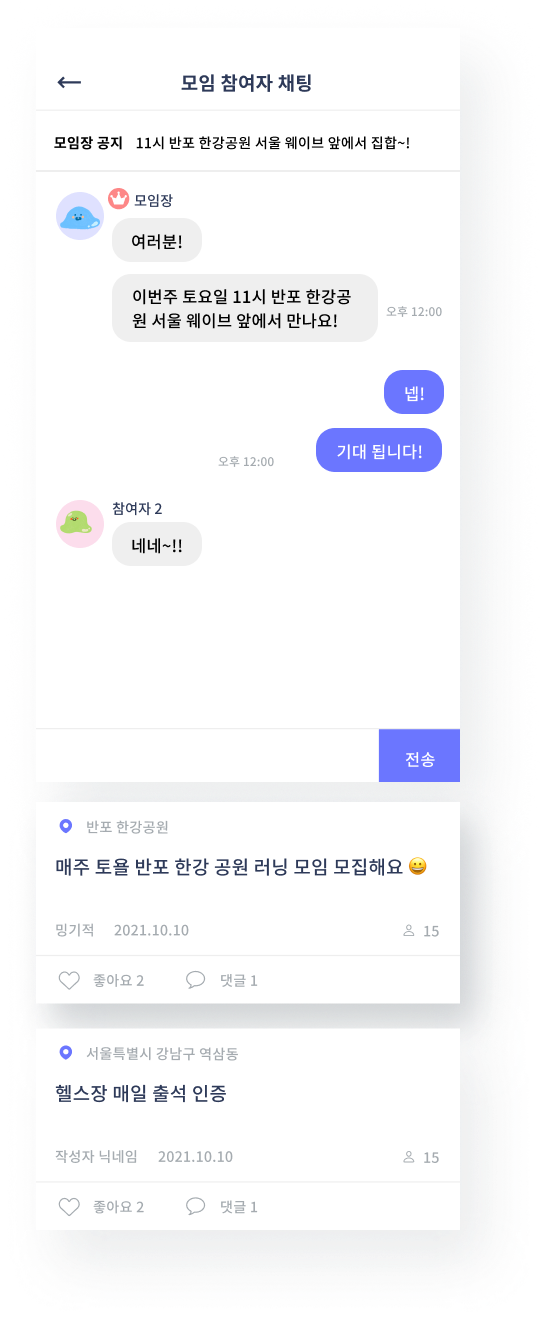 모임 참여자 채팅
모임장 공지 11시 반포 한강공원 서울 웨이브 앞에서 집합~!
모임장
여러분!
이번주 토요일 11시 반포 한강공
원 서울 웨이브 앞에서 만나요!
오후 12:00
넵!
기대 됩니다!
오후 12:00
참여자 2
네네~!!
전송
반포 한강공원
매주 토욜 반포 한강 공원 러닝 모임 모집해요 😀
밍기적 2021.10.10 15
좋아요 2 댓글 1
서울특별시 강남구 역삼동
헬스장 매일 출석 인증
작성자 닉네임 2021.10.10 15
좋아요 2 댓글 1